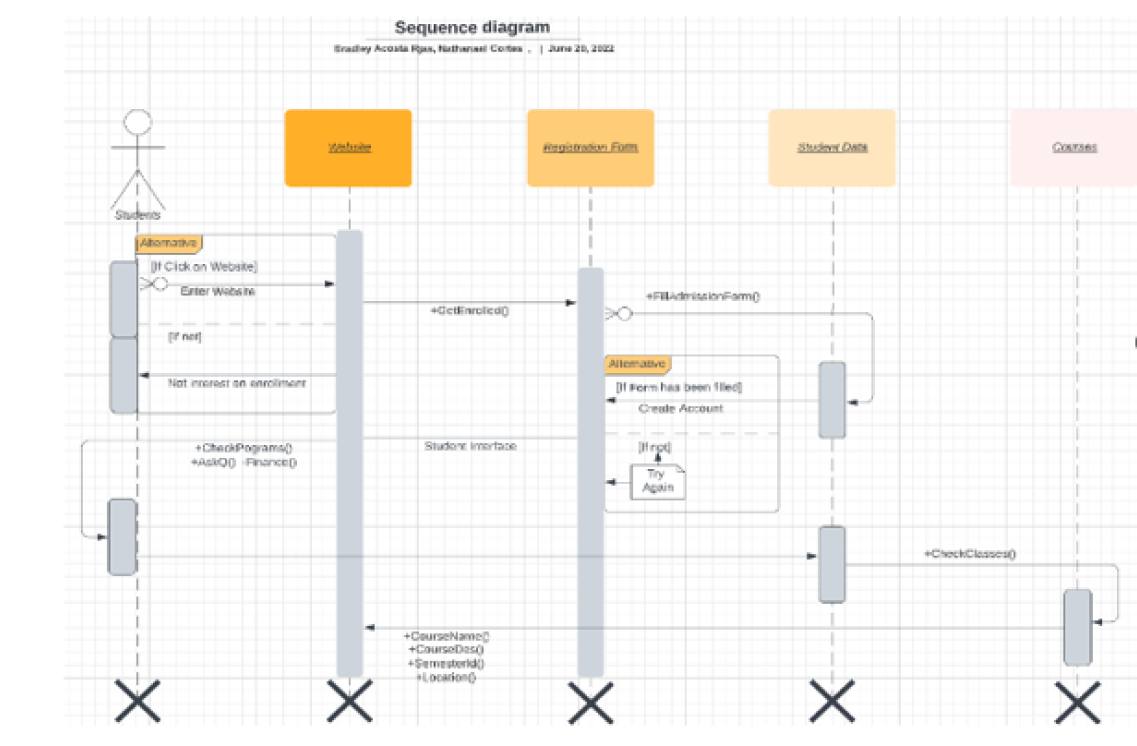 Sequence diagram
Bradley Acosta Rjas, Nathanael Cortes , | June 20, 2022
Website
Registration Form
Student Data
Courses
Students
Alternative
[If Click on Website]
Enter Website
[If not]
Not interest on enrollment
+GetEnrolled()
+FillAdmissionForm()
Alternative
[If Form has been filled]
Create Account
[If not]
Try
Again
+CheckPograms()
+AskQ() -Finance()
Student interface
+CheckClasses()
+CourseName()
+CourseDes()
+SemesterId()
+Location()